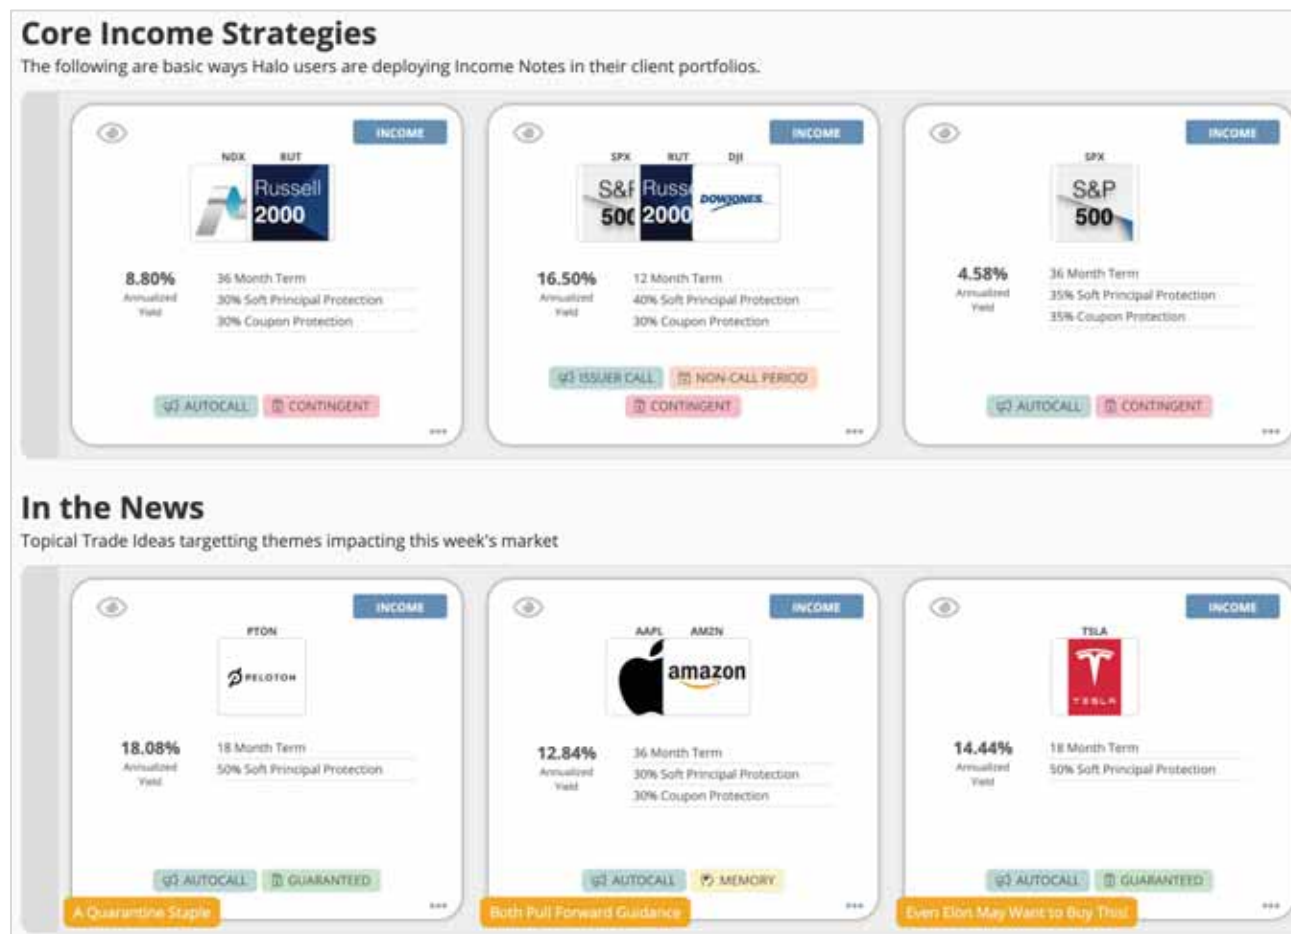 Core Income Strategies
The following are basic ways Halo users are deploying Income Notes in their client portfolios.
INCOME
NDX RUT
Russell
2000
8.80%
Annualized
Yield
36 Month Term
30% Soft Principal Protection
30% Coupon Protection
AUTOCALL CONTINGENT
INCOME
SPX RUT DJI
S&P
500
Russ
2000
DOWJONES
16.50%
Annualized
Yield
12 Month Term
40% Soft Principal Protection
30% Coupon Protection
ISSUER CALL NON-CALL PERIOD
CONTINGENT
INCOME
SPX
S&P
500
4.58%
Annualized
Yield
36 Month Term
35% Soft Principal Protection
35% Coupon Protection
AUTOCALL CONTINGENT
In the News
Topical Trade Ideas targetting themes impacting this week's market
INCOME
PTON
PELOTON
18.08%
Annualized
Yield
18 Month Term
50% Soft Principal Protection
AUTOCALL GUARANTEED
A Quarantine Staple
INCOME
AAPL AMZN
amazon
12.84%
Annualized
Yield
36 Month Term
30% Soft Principal Protection
30% Coupon Protection
AUTOCALL MEMORY
Both Pull Forward Guidance
INCOME
TSLA
TESLA
14.44%
Annualized
Yield
18 Month Term
50% Soft Principal Protection
AUTOCALL GUARANTEED
Even Elon May Want to Buy This!